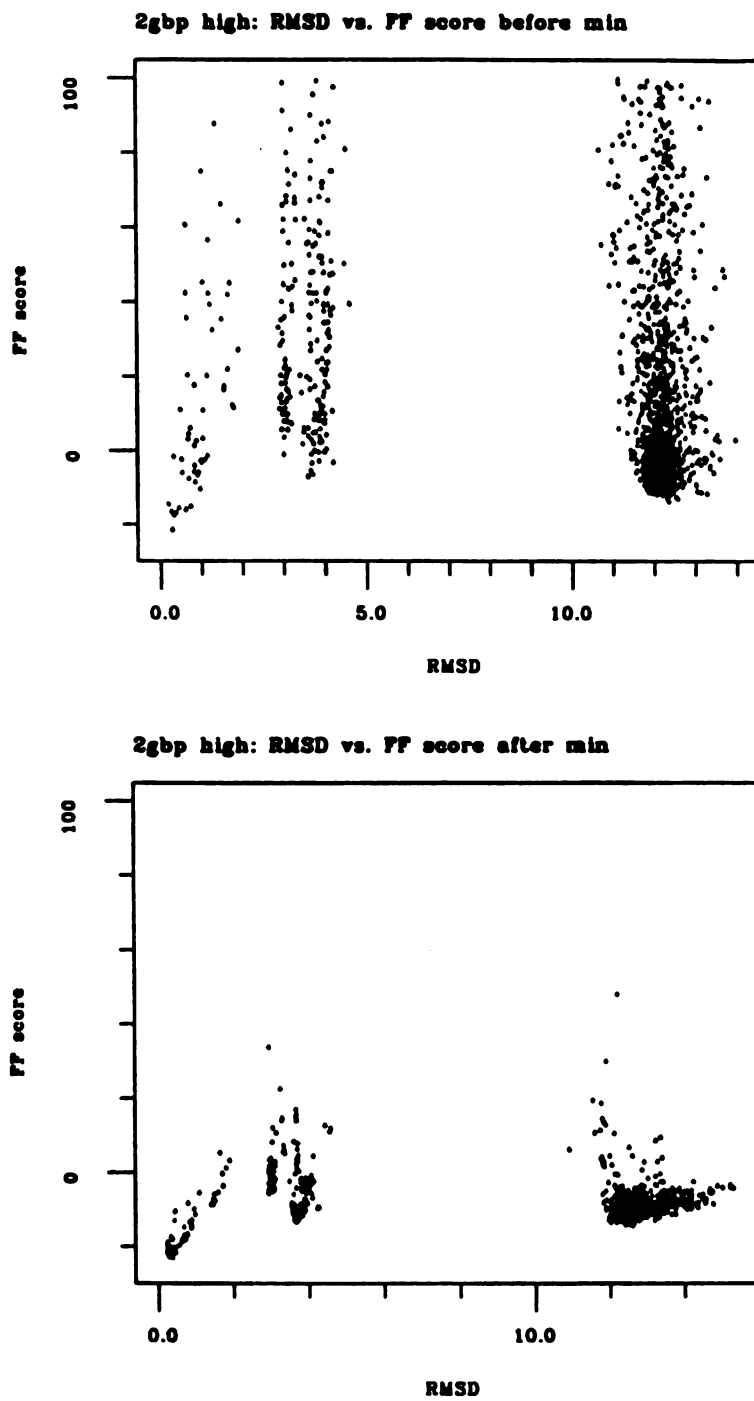 2gbp high: RMSD vs. FF score before min
100
FF score
0
0.0 5.0 10.0
RMSD
2gbp high: RMSD vs. FF score after min
100
FF score
0
0.0 10.0
RMSD